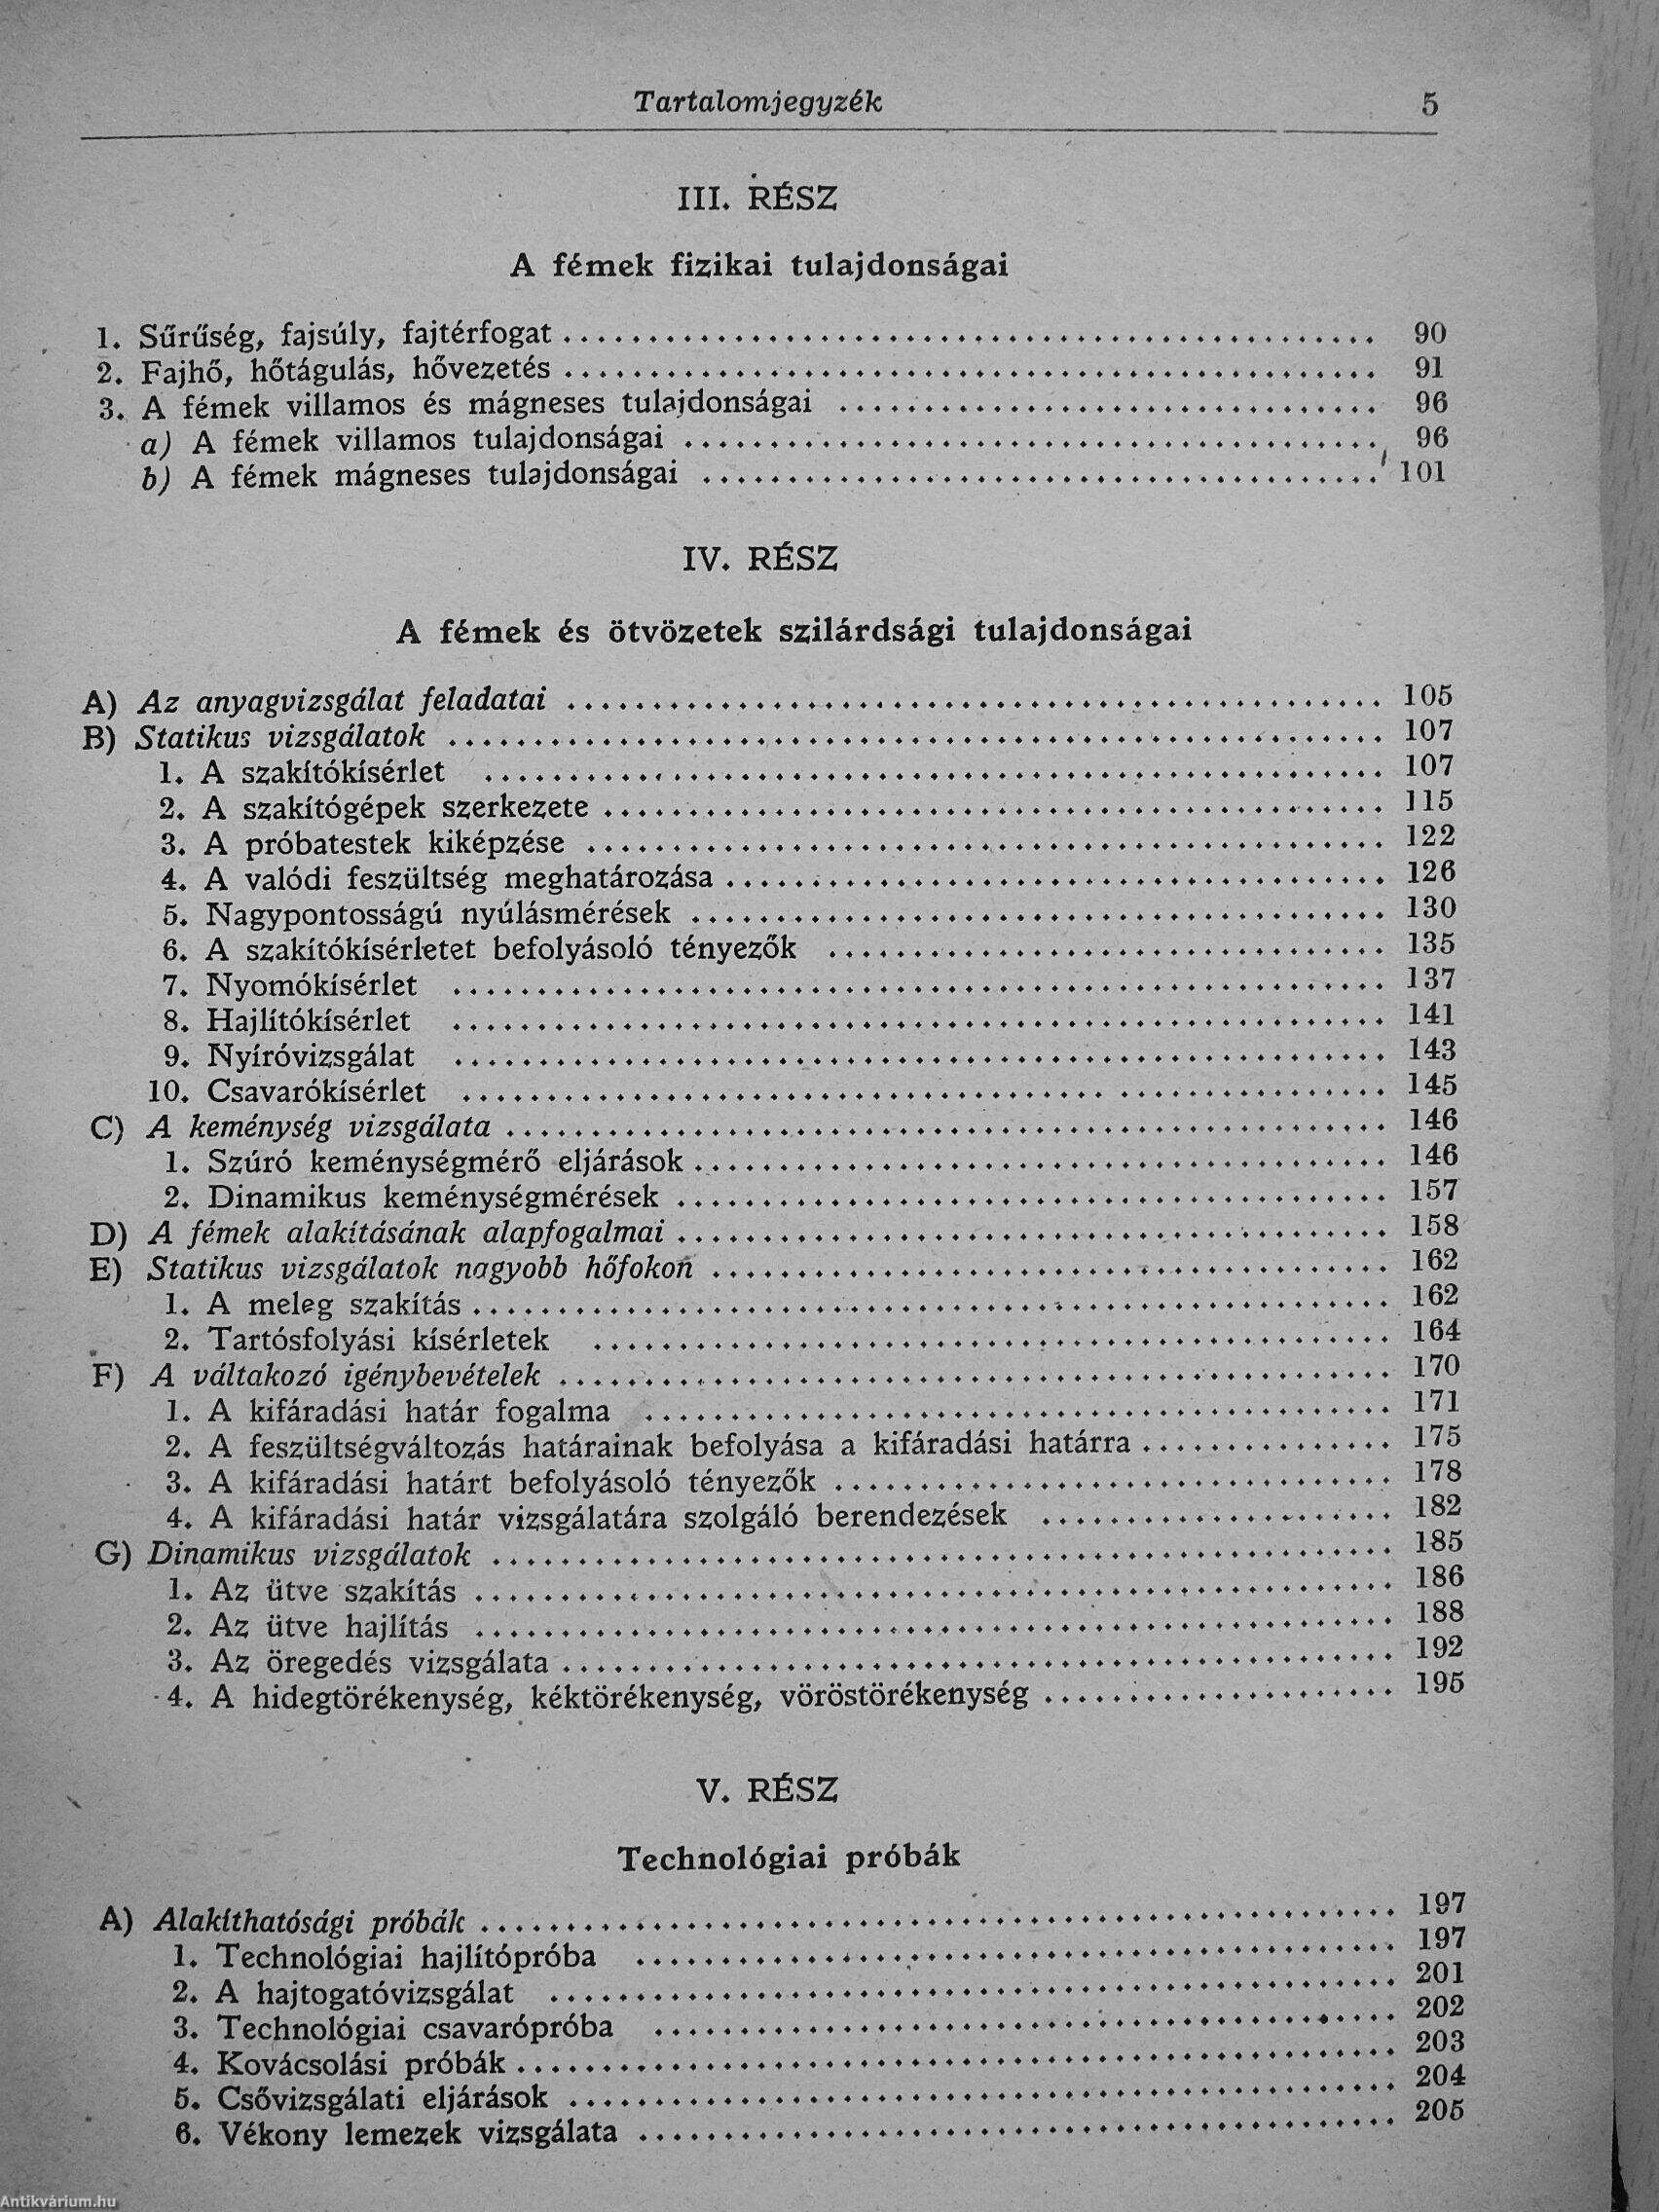 Tartalomjegyzék 5
III. RÉSZ
A fémek fizikai tulajdonságai
1. Sűrűség, fajsúly, fajtérfogat 90
2. Fajhő, hőtágulás, hővezetés 91
3. A fémek villamos és mágneses tulajdonságai 96
a) A fémek villamos tulajdonságai 96
b) A fémek mágneses tulajdonságai 101
IV. RÉSZ
A fémek és ötvözetek szilárdsági tulajdonságai
A) Az anyagvizsgálat feladatai 105
B) Statikus vizsgálatok 107
1. A szakítókísérlet 107
2. A szakítógépek szerkezete 115
3. A próbatestek kiképzése 122
4. A valódi feszültség meghatározása 126
5. Nagypontosságú nyúlásmérések 130
6. A szakítókísérletet befolyásoló tényezők 135
7. Nyomókísérlet 137
8. Hajlítókísérlet 141
9. Nyíróvizsgálat 143
10. Csavarókísérlet 145
C) A keménység vizsgálata 146
1. Szúró keménységmérő eljárások 146
2. Dinamikus keménységmérések 157
D) A fémek alakításának alapfogalmai 158
E) Statikus vizsgálatok nagyobb hőfokon 162
1. A meleg szakítás 162
2. Tartósfolyási kísérletek 164
F) A váltakozó igénybevételek 170
1. A kifáradási határ fogalma 171
2. A feszültségváltozás határainak befolyása a kifáradási határra 175
3. A kifáradási határt befolyásoló tényezők 178
4. A kifáradási határ vizsgálatára szolgáló berendezések 182
G) Dinamikus vizsgálatok 185
1. Az ütve szakítás 186
2. Az ütve hajlítás 188
3. Az öregedés vizsgálata 192
4. A hidegtörékenység, kéktörékenység, vöröstörékenység 195
V. RÉSZ
Technológiai próbák
A) Alakíthatósági próbák 197
1. Technológiai hajlítópróba 197
2. A hajtogatóvizsgálat 201
3. Technológiai csavarópróba 202
4. Kovácsolási próbák 203
5. Csővizsgálati eljárások 204
6. Vékony lemezek vizsgálata 205
Antikvárium.hu